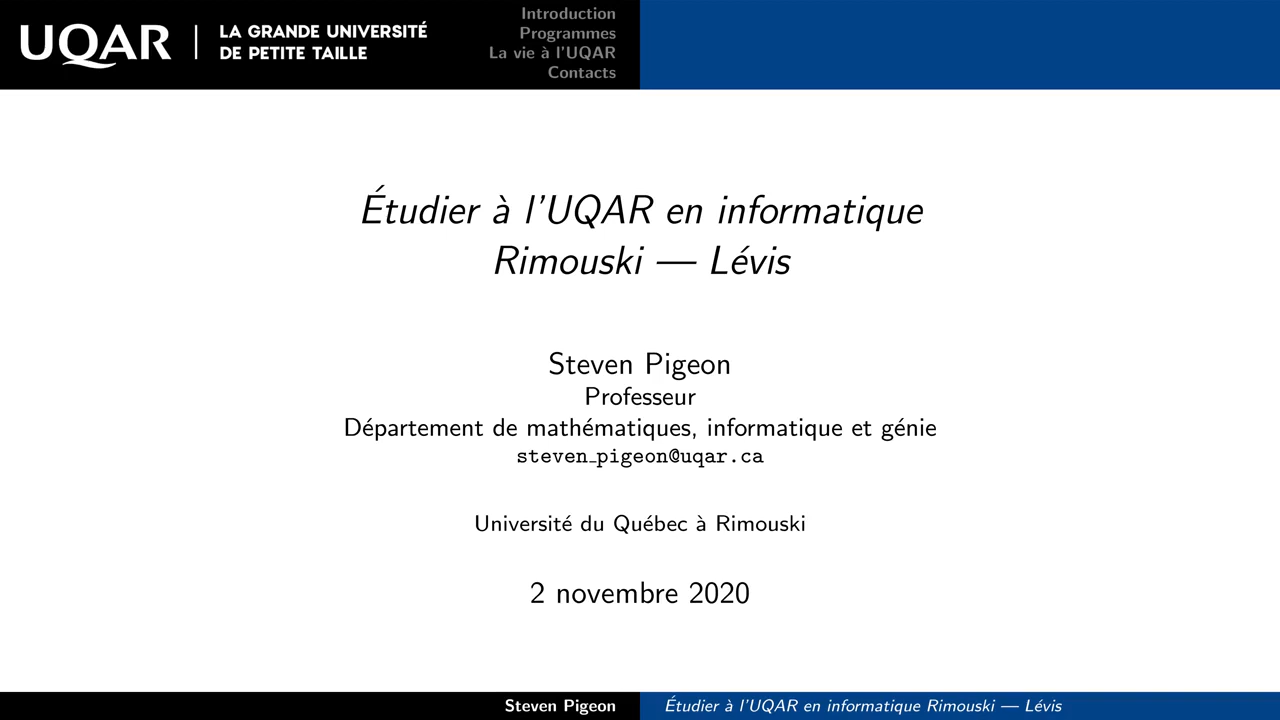 UQAR
LA GRANDE UNIVERSITÉ
DE PETITE TAILLE
Introduction
Programmes
La vie à l'UQAR
Contacts
Étudier à l'UQAR en informatique
Rimouski — Lévis
Steven Pigeon
Professeur
Département de mathématiques, informatique et génie
steven_pigeon@uqar.ca
Université du Québec à Rimouski
2 novembre 2020
Steven Pigeon
Étudier à l'UQAR en informatique Rimouski — Lévis